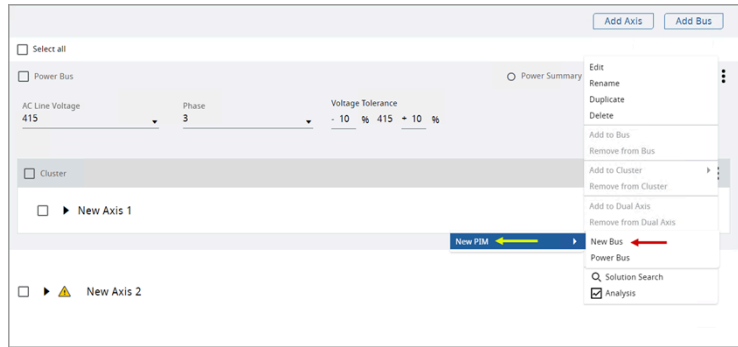 Add Axis Add Bus
Select all
Power Bus
Power Summary
AC Line Voltage
415
Phase
3
Voltage Tolerance
- 10 % 415 + 10 %
Cluster
New Axis 1
New Axis 2
Edit
Rename
Duplicate
Delete
Add to Bus
Remove from Bus
Add to Cluster
Remove from Cluster
Add to Dual Axis
Remove from Dual Axis
New PIM
New Bus
Power Bus
Solution Search
Analysis